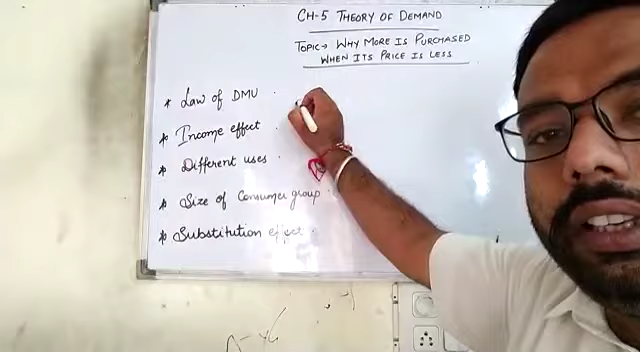 CH-5 THEORY OF DEMAND
TOPIC → WHY MORE IS PURCHASED
WHEN ITS PRICE IS LESS
* Law of DMU
* Income effect
* Different uses
* Size of Consumer group
* Substitution effect